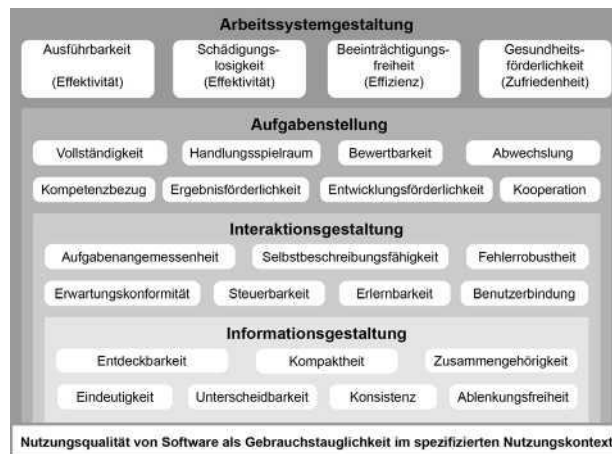 Arbeitssystemgestaltung
Ausführbarkeit
(Effektivität)
Schädigungs-
losigkeit
(Effektivität)
Beeinträchtigungs-
freiheit
(Effizienz)
Gesundheits-
förderlichkeit
(Zufriedenheit)
Aufgabenstellung
Vollständigkeit
Handlungsspielraum
Bewertbarkeit
Abwechslung
Kompetenzbezug
Ergebnisförderlichkeit
Entwicklungsförderlichkeit
Kooperation
Interaktionsgestaltung
Aufgabenangemessenheit
Selbstbeschreibungsfähigkeit
Fehlerrobustheit
Erwartungskonformität
Steuerbarkeit
Erlernbarkeit
Benutzerbindung
Informationsgestaltung
Entdeckbarkeit
Kompaktheit
Zusammengehörigkeit
Eindeutigkeit
Unterscheidbarkeit
Konsistenz
Ablenkungsfreiheit
Nutzungsqualität von Software als Gebrauchstauglichkeit im spezifizierten Nutzungskontext